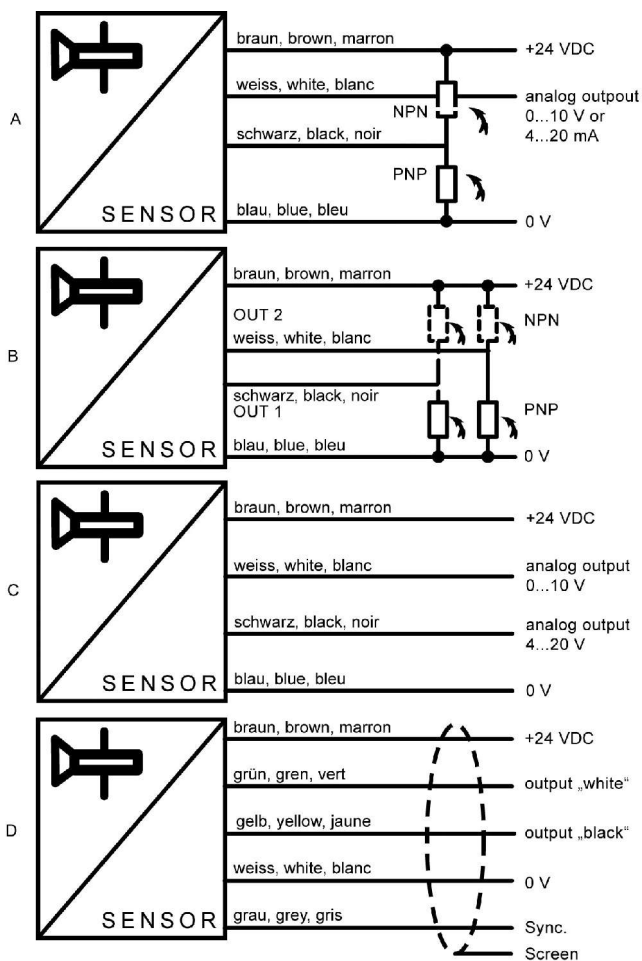 braun, brown, marron
+24 VDC
weiss, white, blanc
analog outpout
0...10 V or
4...20 mA
NPN
A
schwarz, black, noir
PNP
blau, blue, bleu
SENSOR
0 V
braun, brown, marron
+24 VDC
OUT 2
NPN
weiss, white, blanc
B
schwarz, black, noir
OUT 1
PNP
blau, blue, bleu
SENSOR
0 V
braun, brown, marron
+24 VDC
weiss, white, blanc
analog output
0...10 V
C
schwarz, black, noir
analog output
4...20 V
blau, blue, bleu
SENSOR
0 V
braun, brown, marron
+24 VDC
grün, gren, vert
output „white“
gelb, yellow, jaune
output „black“
D
weiss, white, blanc
0 V
grau, grey, gris
SENSOR
Sync.
Screen